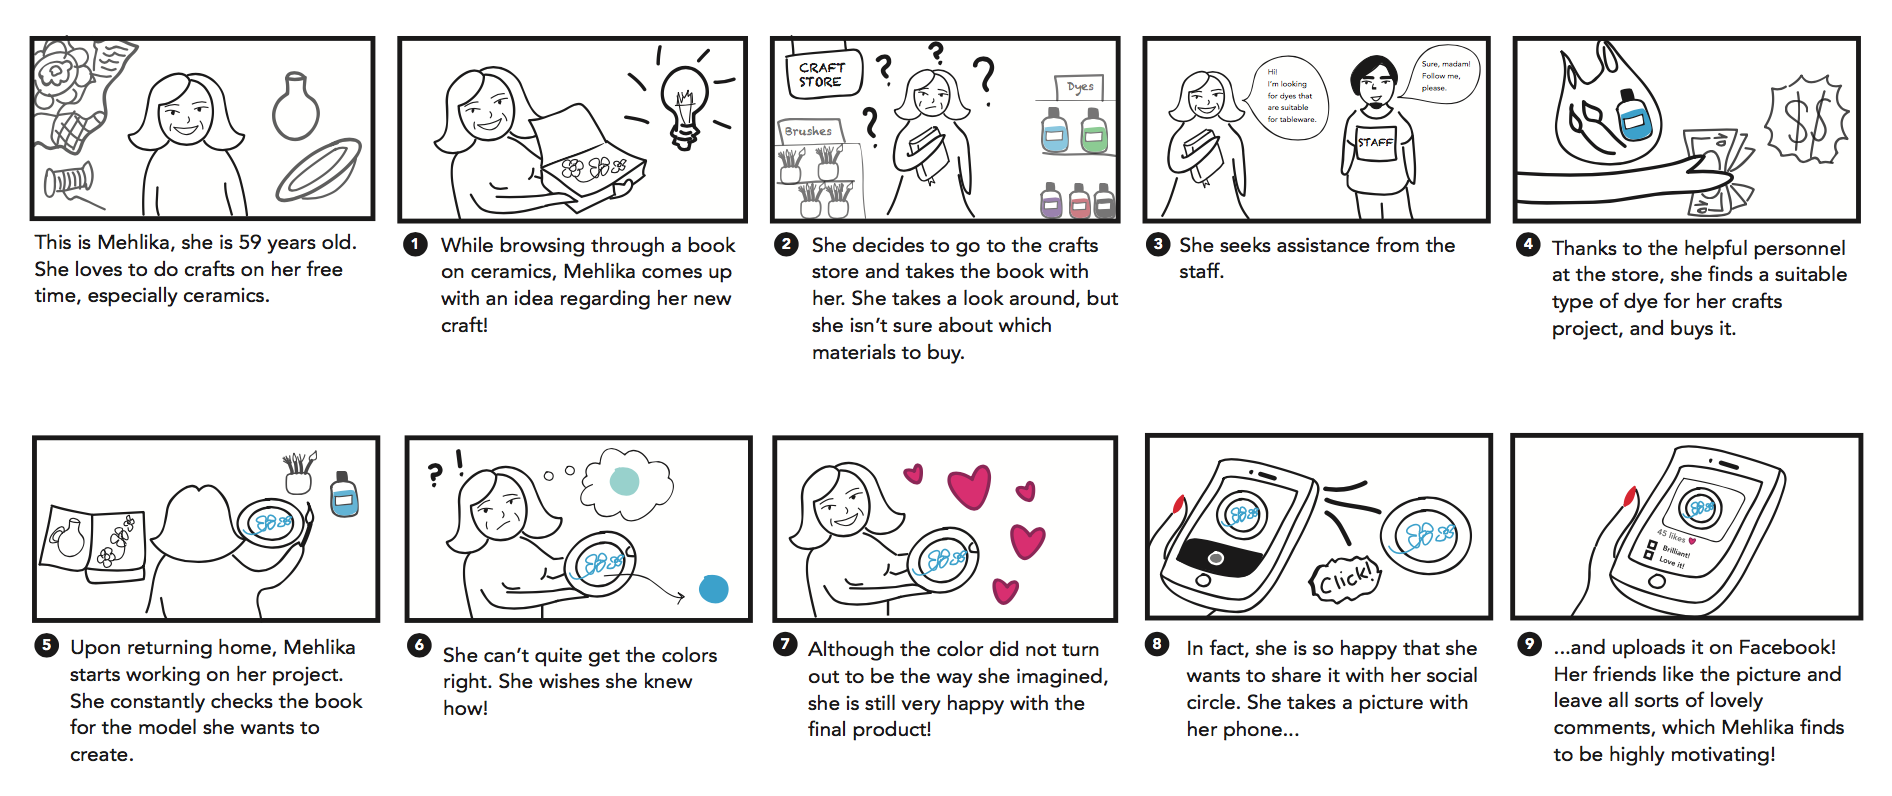 This is Mehlika, she is 59 years old.
She loves to do crafts on her free
time, especially ceramics.
1
While browsing through a book
on ceramics, Mehlika comes up
with an idea regarding her new
craft!
CRAFT
STORE
?
?
?
?
Brushes
Dyes
2
She decides to go to the crafts
store and takes the book with
her. She takes a look around, but
she isn't sure about which
materials to buy.
Hi!
I'm looking
for dyes that
are suitable
for tableware.
Sure, madam!
Follow me,
please.
STAFF
3
She seeks assistance from the
staff.
$$
4
Thanks to the helpful personnel
at the store, she finds a suitable
type of dye for her crafts
project, and buys it.
5
Upon returning home, Mehlika
starts working on her project.
She constantly checks the book
for the model she wants to
create.
? !
6
She can't quite get the colors
right. She wishes she knew
how!
7
Although the color did not turn
out to be the way she imagined,
she is still very happy with the
final product!
Click!
8
In fact, she is so happy that she
wants to share it with her social
circle. She takes a picture with
her phone...
45 likes
Brilliant!
Love it!
9
...and uploads it on Facebook!
Her friends like the picture and
leave all sorts of lovely
comments, which Mehlika finds
to be highly motivating!